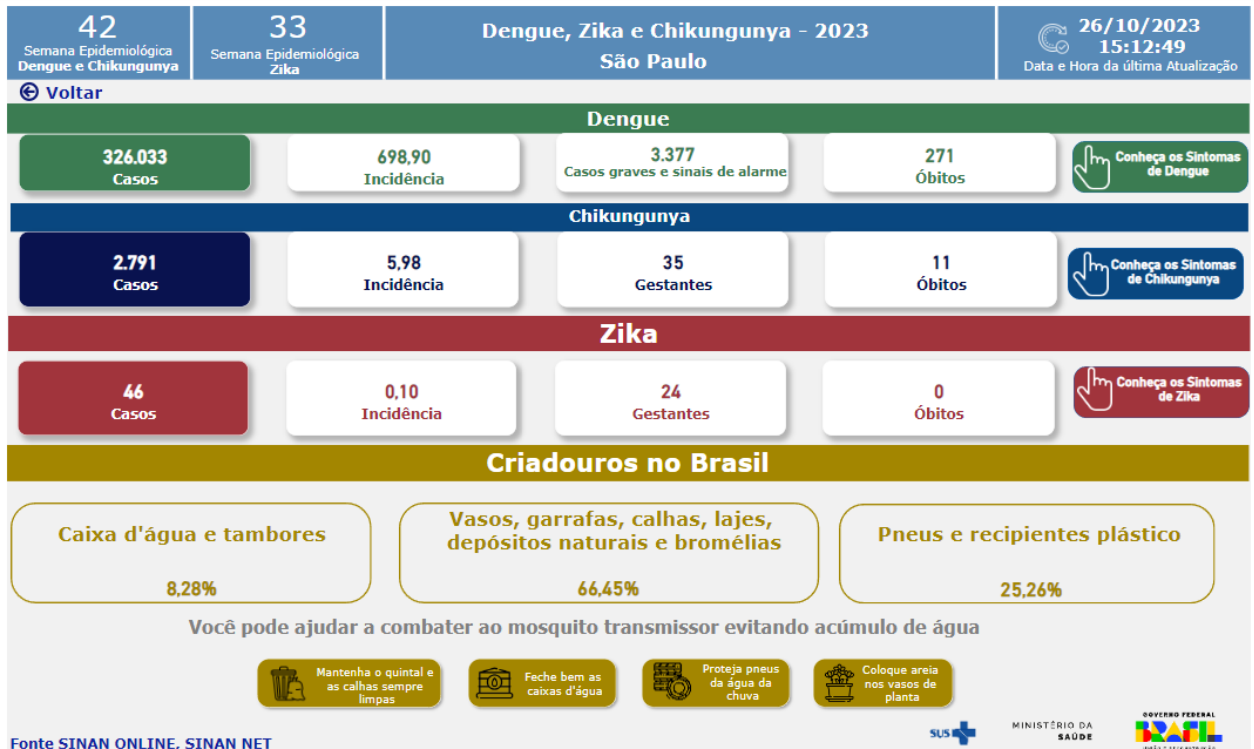 42
Semana Epidemiológica
Dengue e Chikungunya
33
Semana Epidemiológica
Zika
Dengue, Zika e Chikungunya - 2023
São Paulo
26/10/2023
15:12:49
Data e Hora da última Atualização
Voltar
Dengue
326.033
Casos
698,90
Incidência
3.377
Casos graves e sinais de alarme
271
Óbitos
Conheça os Sintomas
de Dengue
Chikungunya
2.791
Casos
5,98
Incidência
35
Gestantes
11
Óbitos
Conheça os Sintomas
de Chikungunya
Zika
46
Casos
0,10
Incidência
24
Gestantes
0
Óbitos
Conheça os Sintomas
de Zika
Criadouros no Brasil
Caixa d'água e tambores
8,28%
Vasos, garrafas, calhas, lajes,
depósitos naturais e bromélias
66,45%
Pneus e recipientes plástico
25,26%
Você pode ajudar a combater ao mosquito transmissor evitando acúmulo de água
Mantenha o quintal e
as calhas sempre
limpas
Feche bem as
caixas d'água
Proteja pneus
da água da
chuva
Coloque areia
nos vasos de
planta
Fonte SINAN ONLINE, SINAN NET
SUS
MINISTÉRIO DA
SAÚDE
GOVERNO FEDERAL
BRASIL